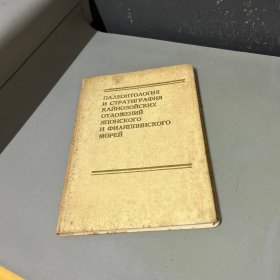 ПАЛЕОНТОЛОГИЯ
И СТРАТИГРАФИЯ
КАЙНОЗОЙСКИХ
ОТЛОЖЕНИЙ
ЯПОНСКОГО
И ФИЛИППИНСКОГО
МОРЕЙ